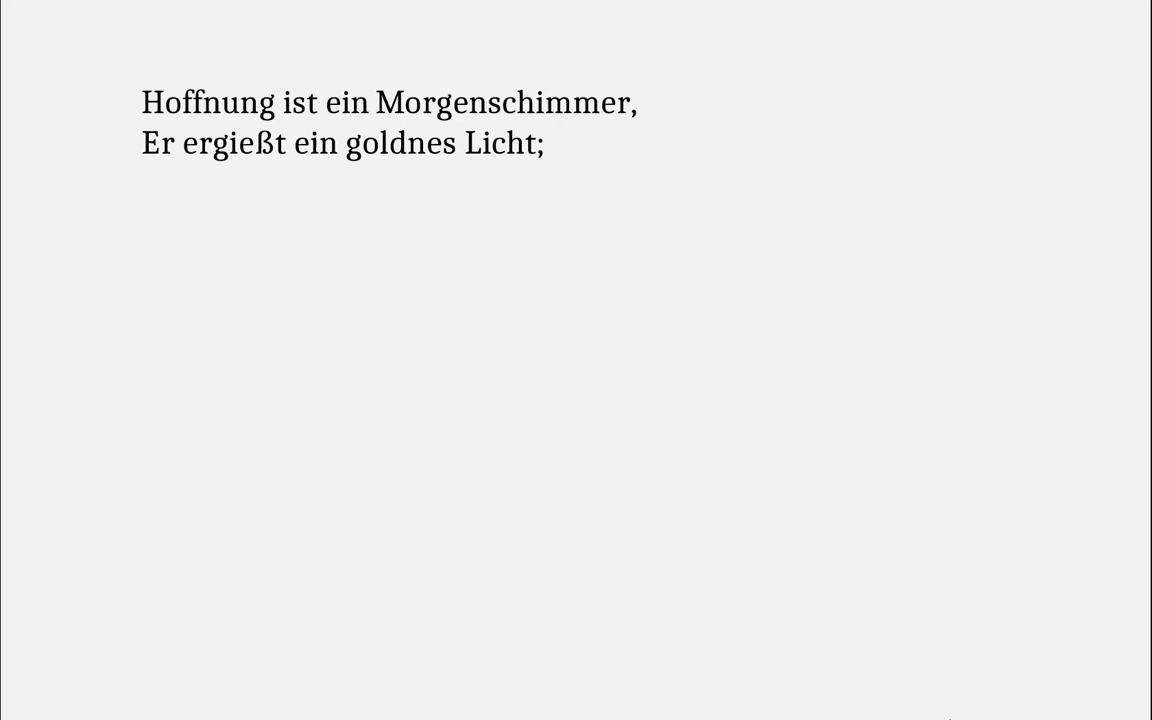 Hoffnung ist ein Morgenschimmer,
Er ergießt ein goldnes Licht;